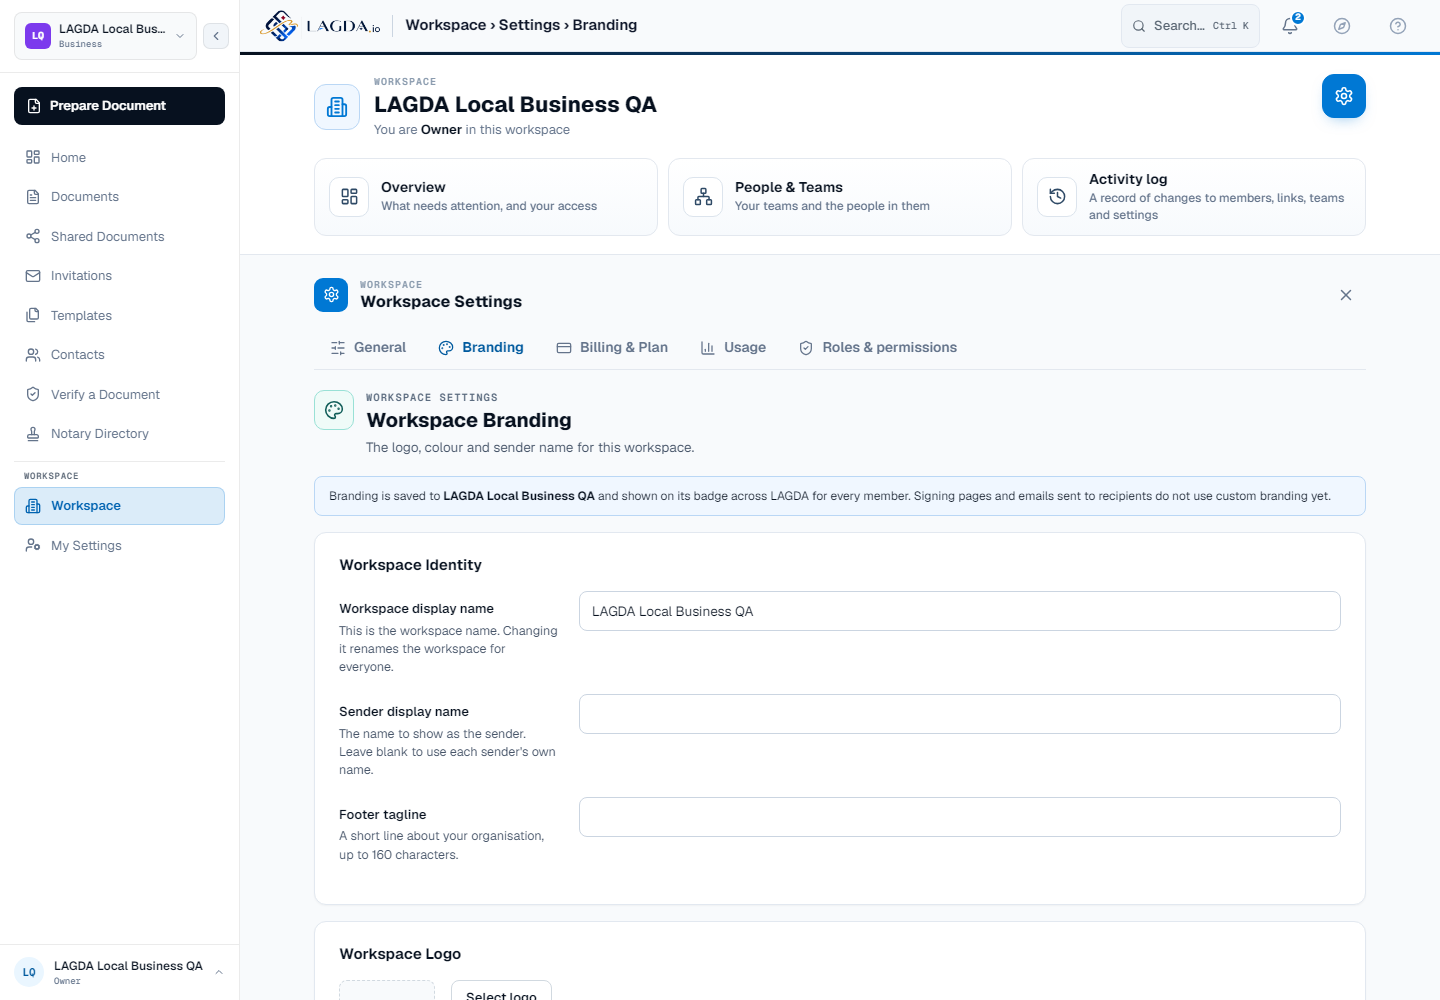 LQ
LAGDA Local Bus...
Business
Prepare Document
Home
Documents
Shared Documents
Invitations
Templates
Contacts
Verify a Document
Notary Directory
WORKSPACE
Workspace
My Settings
LQ
LAGDA Local Business QA
Owner
LAGDA.io
Workspace › Settings › Branding
Search... Ctrl K
2
WORKSPACE
LAGDA Local Business QA
You are Owner in this workspace
Overview
What needs attention, and your access
People & Teams
Your teams and the people in them
Activity log
A record of changes to members, links, teams
and settings
WORKSPACE
Workspace Settings
General
Branding
Billing & Plan
Usage
Roles & permissions
WORKSPACE SETTINGS
Workspace Branding
The logo, colour and sender name for this workspace.
Branding is saved to LAGDA Local Business QA and shown on its badge across LAGDA for every member. Signing pages and emails sent to recipients do not use custom branding yet.
Workspace Identity
Workspace display name
This is the workspace name. Changing
it renames the workspace for
everyone.
LAGDA Local Business QA
Sender display name
The name to show as the sender.
Leave blank to use each sender's own
name.
Footer tagline
A short line about your organisation,
up to 160 characters.
Workspace Logo
Select logo